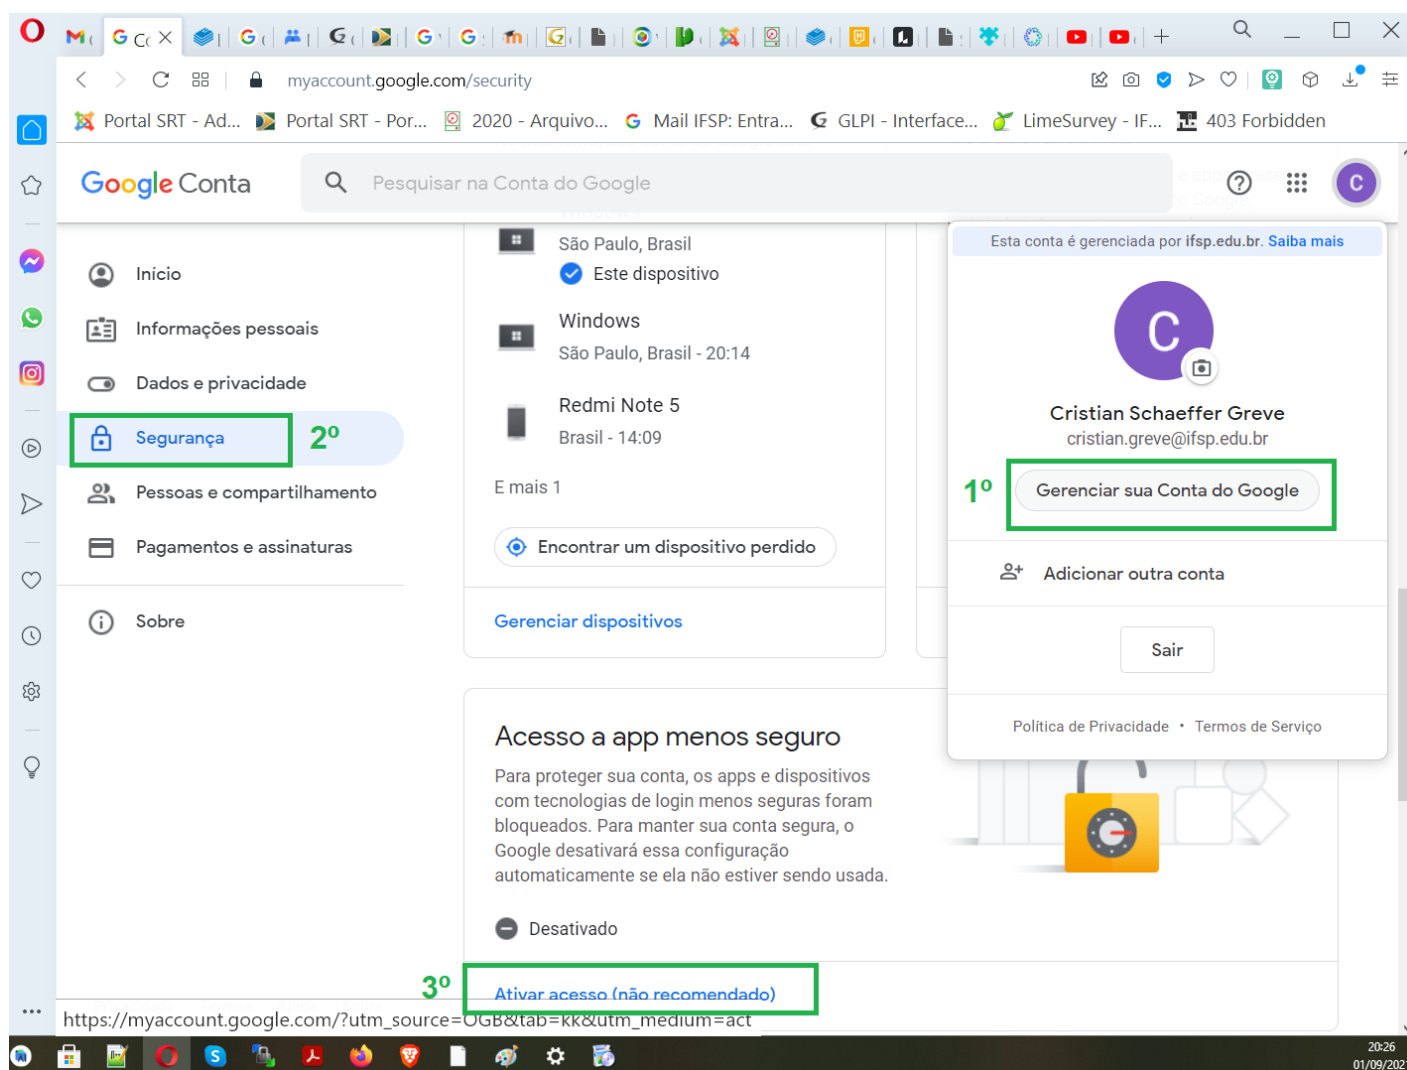 myaccount.google.com/security
Portal SRT - Ad...
Portal SRT - Por...
2020 - Arquivo...
Mail IFSP: Entra...
GLPI - Interface...
LimeSurvey - IF...
403 Forbidden
Google Conta
Pesquisar na Conta do Google
C
Início
Informações pessoais
Dados e privacidade
Segurança
2º
Pessoas e compartilhamento
Pagamentos e assinaturas
Sobre
Windows
São Paulo, Brasil
Este dispositivo
Windows
São Paulo, Brasil - 20:14
Redmi Note 5
Brasil - 14:09
E mais 1
Encontrar um dispositivo perdido
Gerenciar dispositivos
Esta conta é gerenciada por ifsp.edu.br. Saiba mais
C
Cristian Schaeffer Greve
cristian.greve@ifsp.edu.br
1º
Gerenciar sua Conta do Google
Adicionar outra conta
Sair
Política de Privacidade • Termos de Serviço
Acesso a app menos seguro
Para proteger sua conta, os apps e dispositivos
com tecnologias de login menos seguras foram
bloqueados. Para manter sua conta segura, o
Google desativará essa configuração
automaticamente se ela não estiver sendo usada.
Desativado
3º
Ativar acesso (não recomendado)
https://myaccount.google.com/?utm_source=OGB&tab=kk&utm_medium=act
20:26
01/09/202